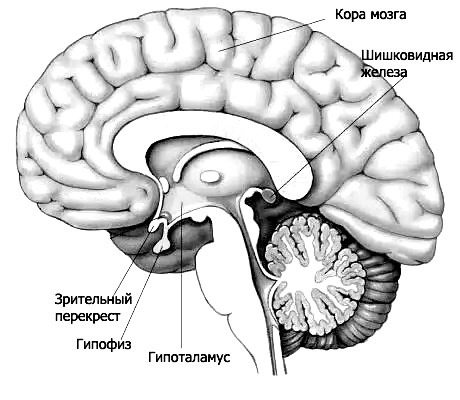 Кора мозга
Шишковидная
железа
Зрительный
перекрест
Гипофиз
Гипоталамус